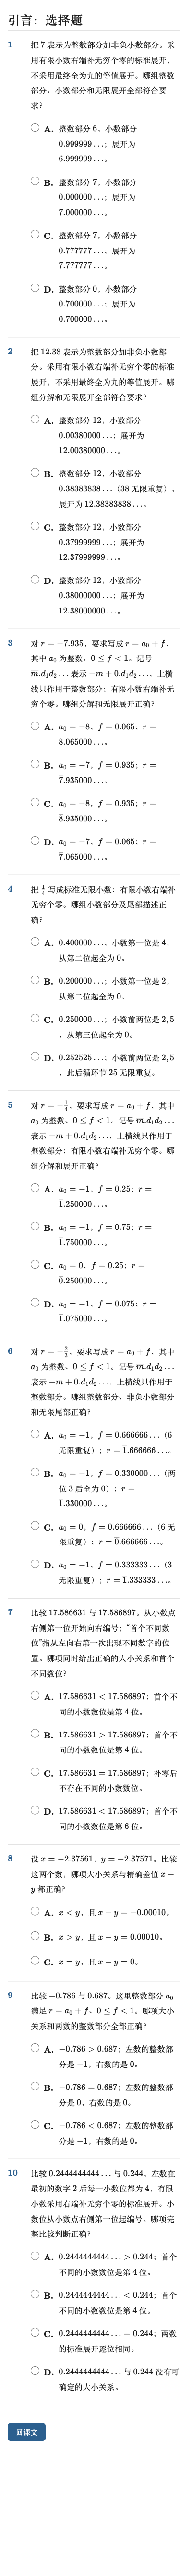 引言：选择题
1 把 7 表示为整数部分加非负小数部分。采
用有限小数右端补无穷个零的标准展开，
不采用最终全为九的等值展开。哪组整数
部分、小数部分和无限展开全部符合要
求？
A. 整数部分 6，小数部分
0.999999...；展开为
6.999999...。
B. 整数部分 7，小数部分
0.000000...；展开为
7.000000...。
C. 整数部分 7，小数部分
0.777777...；展开为
7.777777...。
D. 整数部分 0，小数部分
0.700000...；展开为
0.700000...。
2 把 12.38 表示为整数部分加非负小数部
分。采用有限小数右端补无穷个零的标准
展开，不采用最终全为九的等值展开。哪
组分解和无限展开全部符合要求？
A. 整数部分 12，小数部分
0.00380000...；展开为
12.00380000...。
B. 整数部分 12，小数部分
0.38383838...（38 无限重复）；
展开为 12.38383838...。
C. 整数部分 12，小数部分
0.37999999...；展开为
12.37999999...。
D. 整数部分 12，小数部分
0.38000000...；展开为
12.38000000...。
3 对 r = −7.935，要求写成 r = a₀ + f，
其中 a₀ 为整数、0 ≤ f < 1。记号
m̅.d₁d₂... 表示 −m + 0.d₁d₂...，上横
线只作用于整数部分；有限小数右端补无
穷个零。哪组分解和无限展开正确？
A. a₀ = −8，f = 0.065；r =
8̅.065000...。
B. a₀ = −7，f = 0.935；r =
7̅.935000...。
C. a₀ = −8，f = 0.935；r =
8̅.935000...。
D. a₀ = −7，f = 0.065；r =
7̅.065000...。
4 把 1/4 写成标准无限小数：有限小数右端补
无穷个零。哪组小数部分及尾部描述正
确？
A. 0.400000...；小数第一位是 4，
从第二位起全为 0。
B. 0.200000...；小数第一位是 2，
从第二位起全为 0。
C. 0.250000...；小数前两位是 2, 5
，从第三位起全为 0。
D. 0.252525...；小数前两位是 2, 5
，此后循环节 25 无限重复。
5 对 r = −1/4，要求写成 r = a₀ + f，其中
a₀ 为整数、0 ≤ f < 1。记号 m̅.d₁d₂...
表示 −m + 0.d₁d₂...，上横线只作用于
整数部分；有限小数右端补无穷个零。哪
组分解和展开正确？
A. a₀ = −1，f = 0.25；r =
1̅.250000...。
B. a₀ = −1，f = 0.75；r =
1̅.750000...。
C. a₀ = 0，f = 0.25；r =
0̅.250000...。
D. a₀ = −1，f = 0.075；r =
1̅.075000...。
6 对 r = −2/3，要求写成 r = a₀ + f，其中
a₀ 为整数、0 ≤ f < 1。记号 m̅.d₁d₂...
表示 −m + 0.d₁d₂...，上横线只作用于
整数部分。哪组整数部分、非负小数部分
和无限尾部正确？
A. a₀ = −1，f = 0.666666...（6
无限重复）；r = 1̅.666666...。
B. a₀ = −1，f = 0.330000...（两
位 3 后全为 0）；r =
1̅.330000...。
C. a₀ = 0，f = 0.666666...（6 无
限重复）；r = 0̅.666666...。
D. a₀ = −1，f = 0.333333...（3
无限重复）；r = 1̅.333333...。
7 比较 17.586631 与 17.586897。从小数点
右侧第一位开始向右编号；“首个不同数
位”指从左向右第一次出现不同数字的位
置。哪项同时给出正确的大小关系和首个
不同数位？
A. 17.586631 < 17.586897；首个不
同的小数数位是第 4 位。
B. 17.586631 > 17.586897；首个不
同的小数数位是第 4 位。
C. 17.586631 = 17.586897；补零后
不存在不同的小数数位。
D. 17.586631 < 17.586897；首个不
同的小数数位是第 6 位。
8 设 x = −2.37561，y = −2.37571。比较
这两个数，哪项大小关系与精确差值 x −
y 都正确？
A. x < y，且 x − y = −0.00010。
B. x > y，且 x − y = 0.00010。
C. x = y，且 x − y = 0。
9 比较 −0.786 与 0.687。这里整数部分 a₀
满足 r = a₀ + f、0 ≤ f < 1。哪项大小
关系和两数的整数部分全部正确？
A. −0.786 > 0.687；左数的整数部
分是 −1，右数的是 0。
B. −0.786 = 0.687；左数的整数部
分是 0，右数的是 0。
C. −0.786 < 0.687；左数的整数部
分是 −1，右数的是 0。
10 比较 0.2444444444... 与 0.244，左数在
最初的数字 2 后每一小数位都为 4，有限
小数采用右端补无穷个零的标准展开。小
数位从小数点右侧第一位起编号。哪项完
整比较判断正确？
A. 0.2444444444... > 0.244；首个
不同的小数数位是第 4 位。
B. 0.2444444444... < 0.244；首个
不同的小数数位是第 4 位。
C. 0.2444444444... = 0.244；两数
的标准展开逐位相同。
D. 0.2444444444... 与 0.244 没有可
确定的大小关系。
回课文